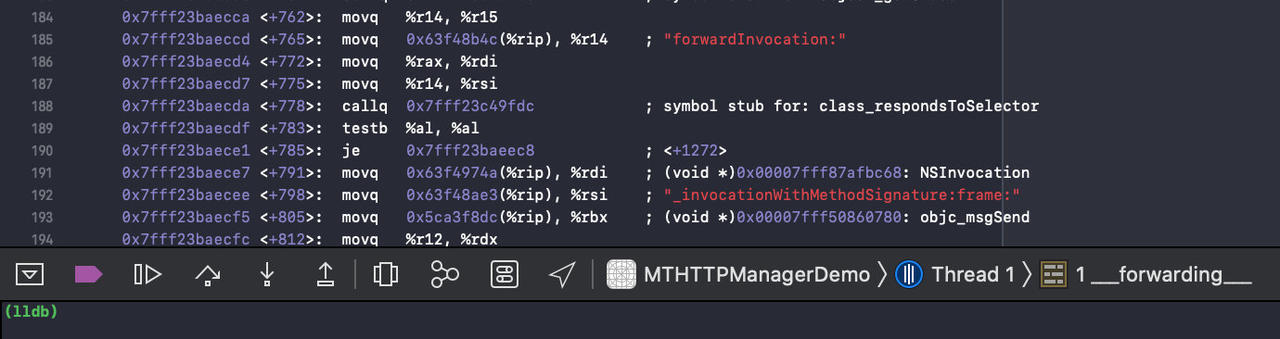 184 0x7fff23baecca <+762>: movq %r14, %r15
185 0x7fff23baeccd <+765>: movq 0x63f48b4c(%rip), %r14 ; "forwardInvocation:"
186 0x7fff23baecd4 <+772>: movq %rax, %rdi
187 0x7fff23baecd7 <+775>: movq %r14, %rsi
188 0x7fff23baecda <+778>: callq 0x7fff23c49fdc ; symbol stub for: class_respondsToSelector
189 0x7fff23baecdf <+783>: testb %al, %al
190 0x7fff23baece1 <+785>: je 0x7fff23baeec8 ; <+1272>
191 0x7fff23baece7 <+791>: movq 0x63f4974a(%rip), %rdi ; (void *)0x00007fff87afbc68: NSInvocation
192 0x7fff23baecee <+798>: movq 0x63f48ae3(%rip), %rsi ; "_invocationWithMethodSignature:frame:"
193 0x7fff23baecf5 <+805>: movq 0x5ca3f8dc(%rip), %rbx ; (void *)0x00007fff50860780: objc_msgSend
194 0x7fff23baecfc <+812>: movq %r12, %rdx
MTHTTPManagerDemo 〉 Thread 1 〉 1 ___forwarding___
(lldb)